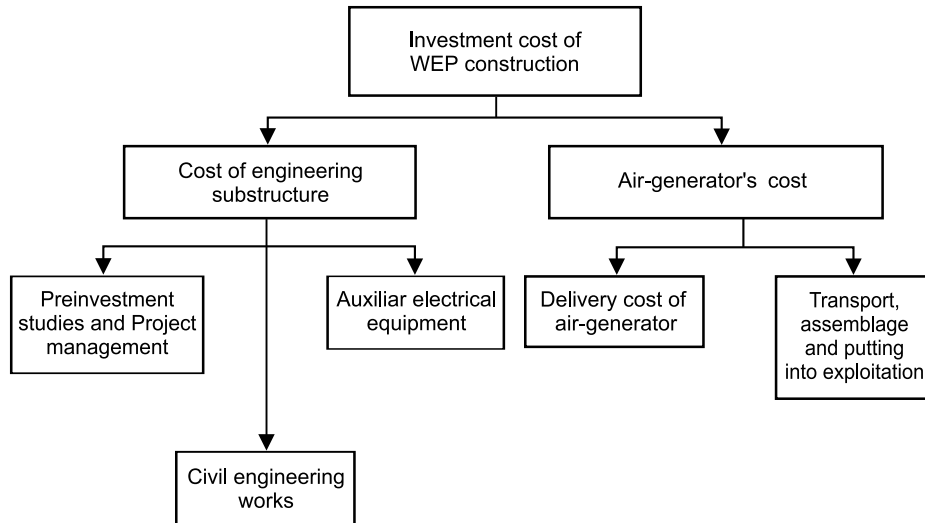 Investment cost of
WEP construction
Cost of engineering
substructure
Air-generator's cost
Preinvestment
studies and Project
management
Auxiliar electrical
equipment
Delivery cost of
air-generator
Transport,
assemblage
and putting
into exploitation
Civil engineering
works